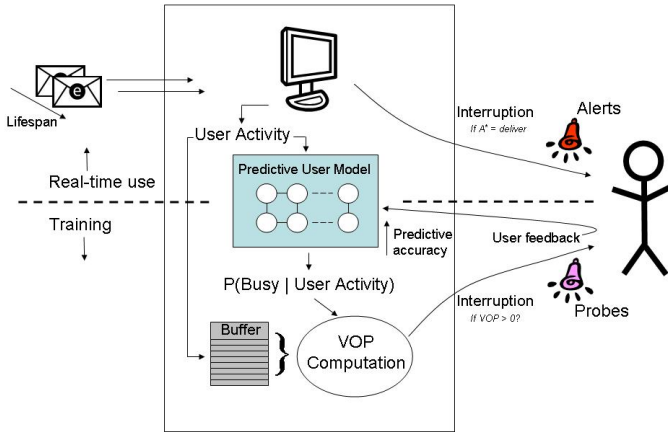 Lifespan
Real-time use
Training
User Activity
Predictive User Model
Predictive
accuracy
P(Busy | User Activity)
Buffer
VOP
Computation
Interruption
If A* = deliver
Alerts
User feedback
Interruption
If VOP > 0?
Probes